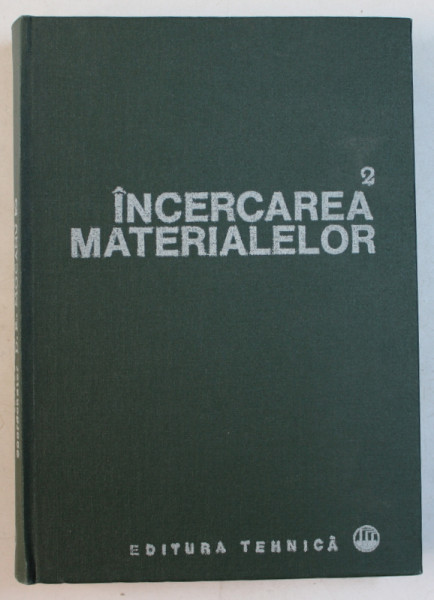 2
ÎNCERCAREA
MATERIALELOR
EDITURA TEHNICĂ